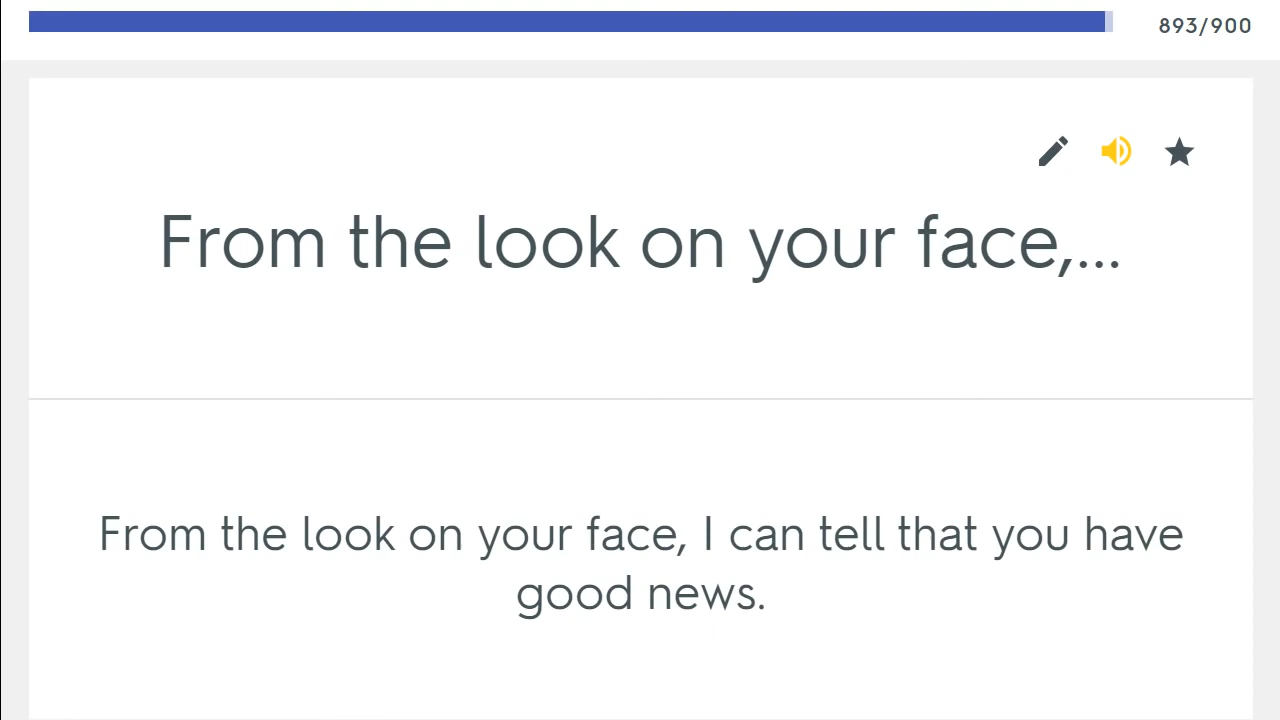 893/900
From the look on your face,...
From the look on your face, I can tell that you have
good news.